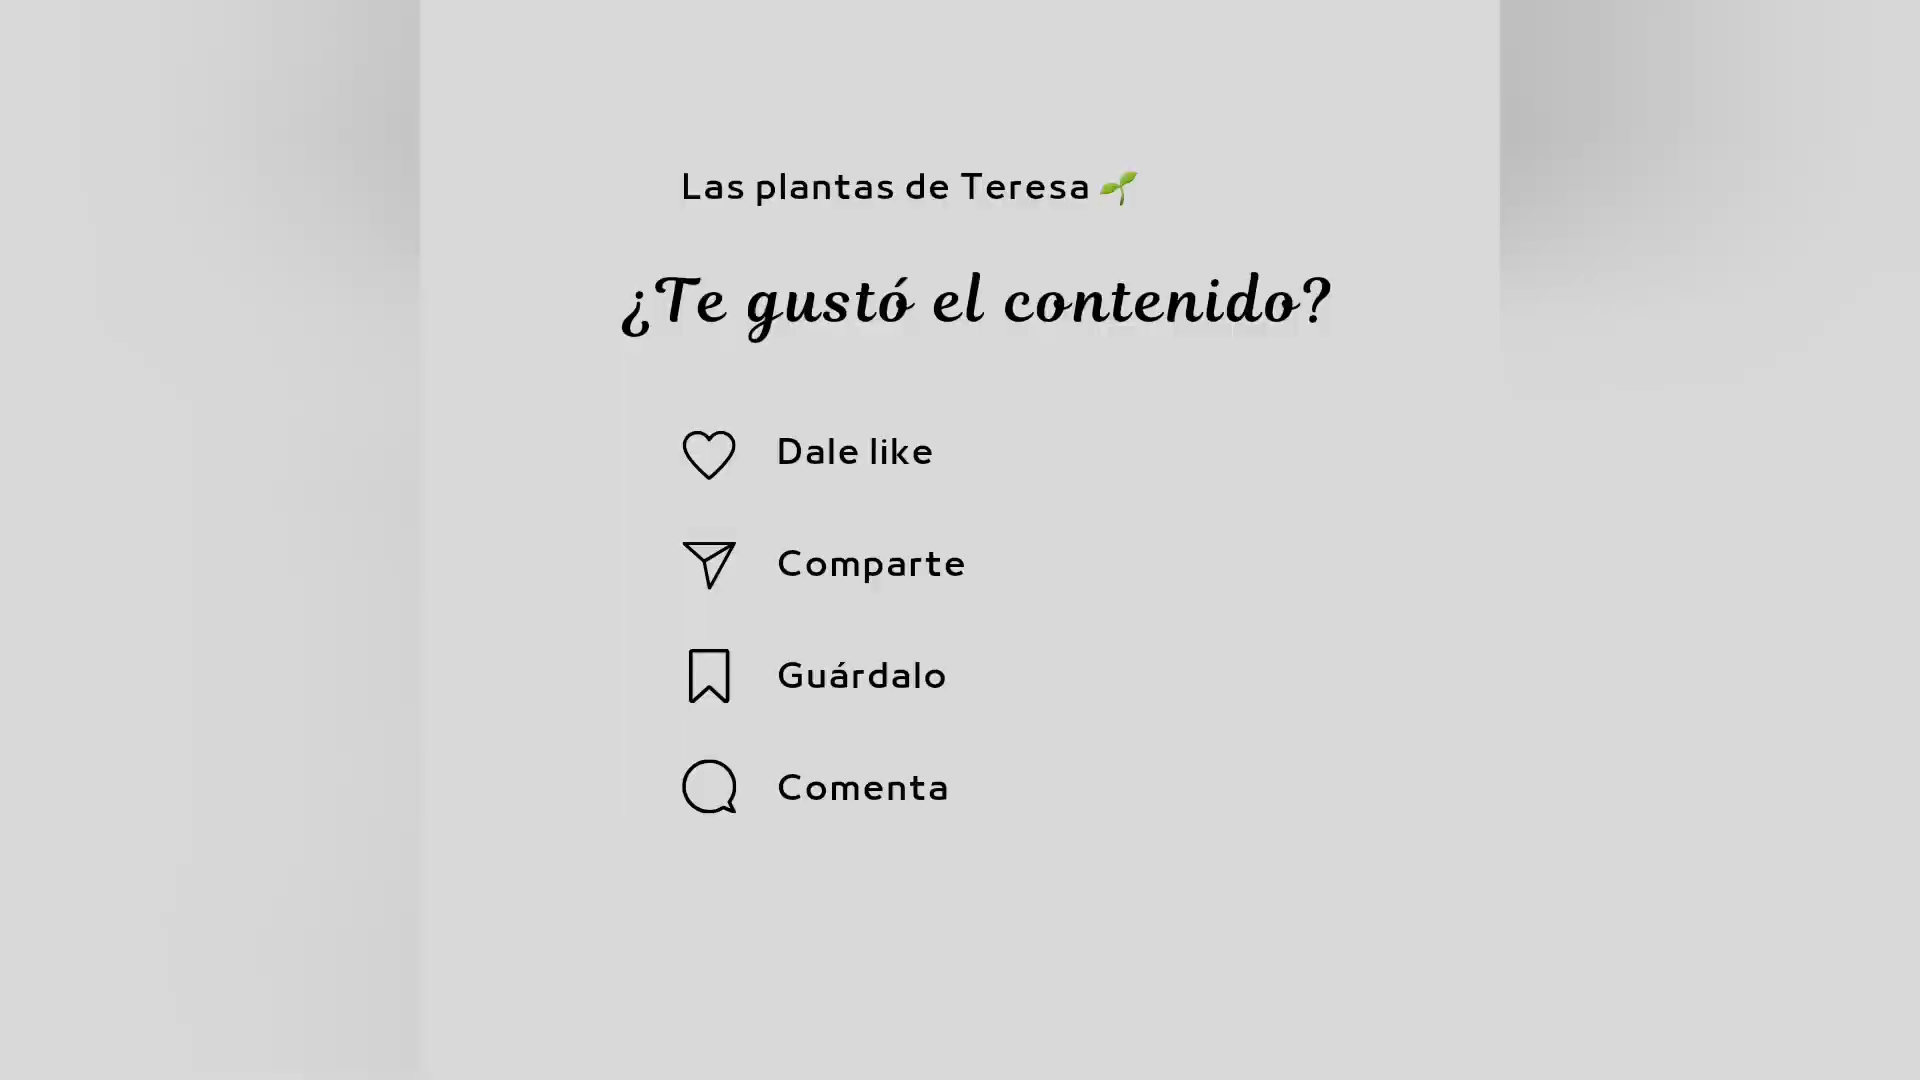 Las plantas de Teresa 🌱
¿Te gustó el contenido?
Dale like
Comparte
Guárdalo
Comenta